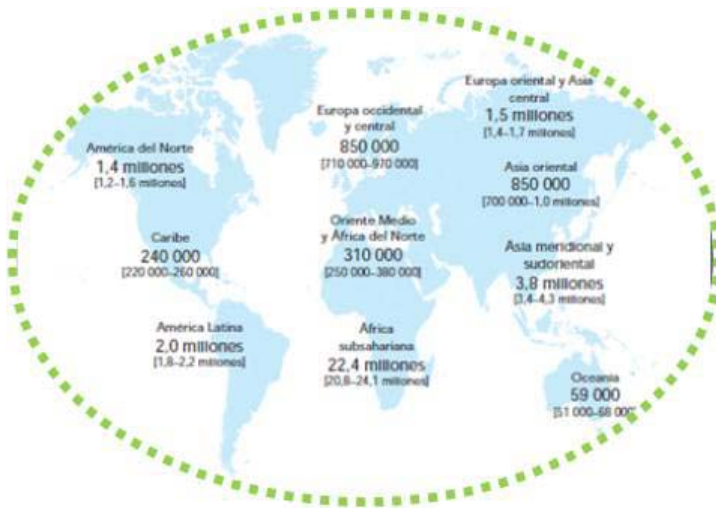 Europa oriental y Asia
central
1,5 millones
[1,4–1,7 millones]
Europa occidental
y central
850 000
[710 000–970 000]
América del Norte
1,4 millones
[1,2–1,6 millones]
Asia oriental
850 000
[700 000–1,0 millones]
Oriente Medio
y África del Norte
310 000
[250 000–380 000]
Caribe
240 000
[220 000–260 000]
Asia meridional y
sudoriental
3,8 millones
[3,4–4,3 millones]
América Latina
2,0 millones
[1,8–2,2 millones]
África
subsahariana
22,4 millones
[20,8–24,1 millones]
Oceanía
59 000
[51 000–68 000]